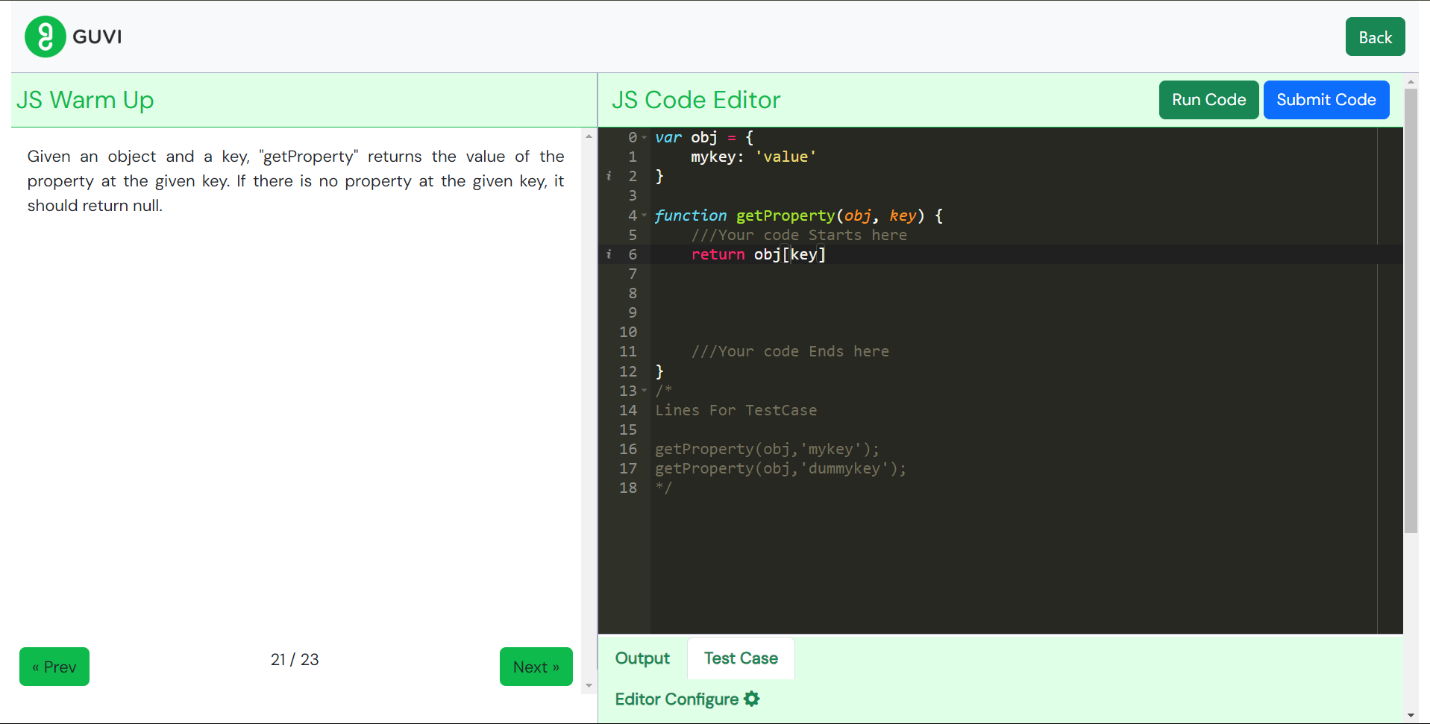 GUVI
Back
JS Warm Up
Given an object and a key, "getProperty" returns the value of the
property at the given key. If there is no property at the given key, it
should return null.
« Prev
21 / 23
Next »
JS Code Editor
Run Code
Submit Code
0 var obj = {
1     mykey: 'value'
i 2 }
3
4 function getProperty(obj, key) {
5     ///Your code Starts here
i 6     return obj[key]
7
8
9
10
11     ///Your code Ends here
12 }
13 /*
14 Lines For TestCase
15
16 getProperty(obj,'mykey');
17 getProperty(obj,'dummykey');
18 */
Output
Test Case
Editor Configure